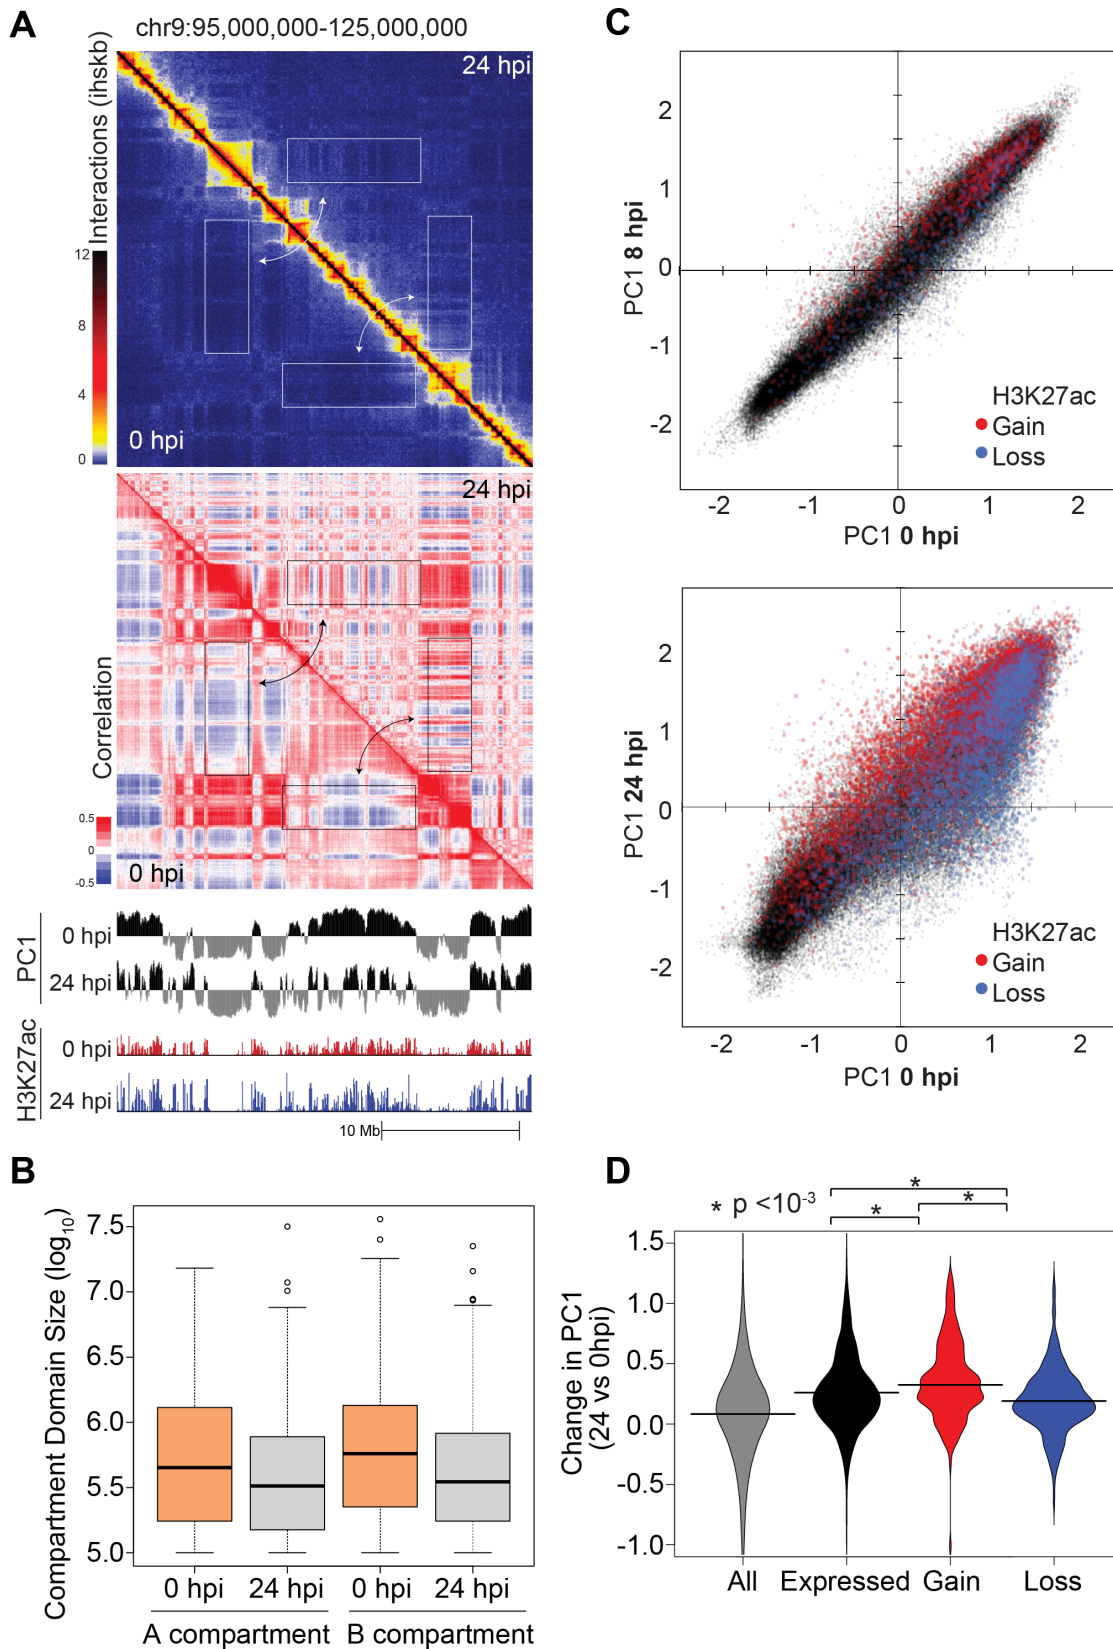 A
chr9:95,000,000-125,000,000
Interactions (ihskb)
12
8
4
0
24 hpi
0 hpi
Correlation
0.5
0
-0.5
24 hpi
0 hpi
PC1
0 hpi
24 hpi
H3K27ac
0 hpi
24 hpi
10 Mb
B
Compartment Domain Size (log10)
7.5
7.0
6.5
6.0
5.5
5.0
0 hpi 24 hpi 0 hpi 24 hpi
A compartment B compartment
C
PC1 8 hpi
2
1
0
-1
-2
H3K27ac
Gain
Loss
-2 -1 0 1 2
PC1 0 hpi
PC1 24 hpi
2
1
0
-1
-2
H3K27ac
Gain
Loss
-2 -1 0 1 2
PC1 0 hpi
D
* p <10-3
*
*
*
Change in PC1
(24 vs 0hpi)
1.5
1.0
0.5
0.0
-0.5
-1.0
All Expressed Gain Loss